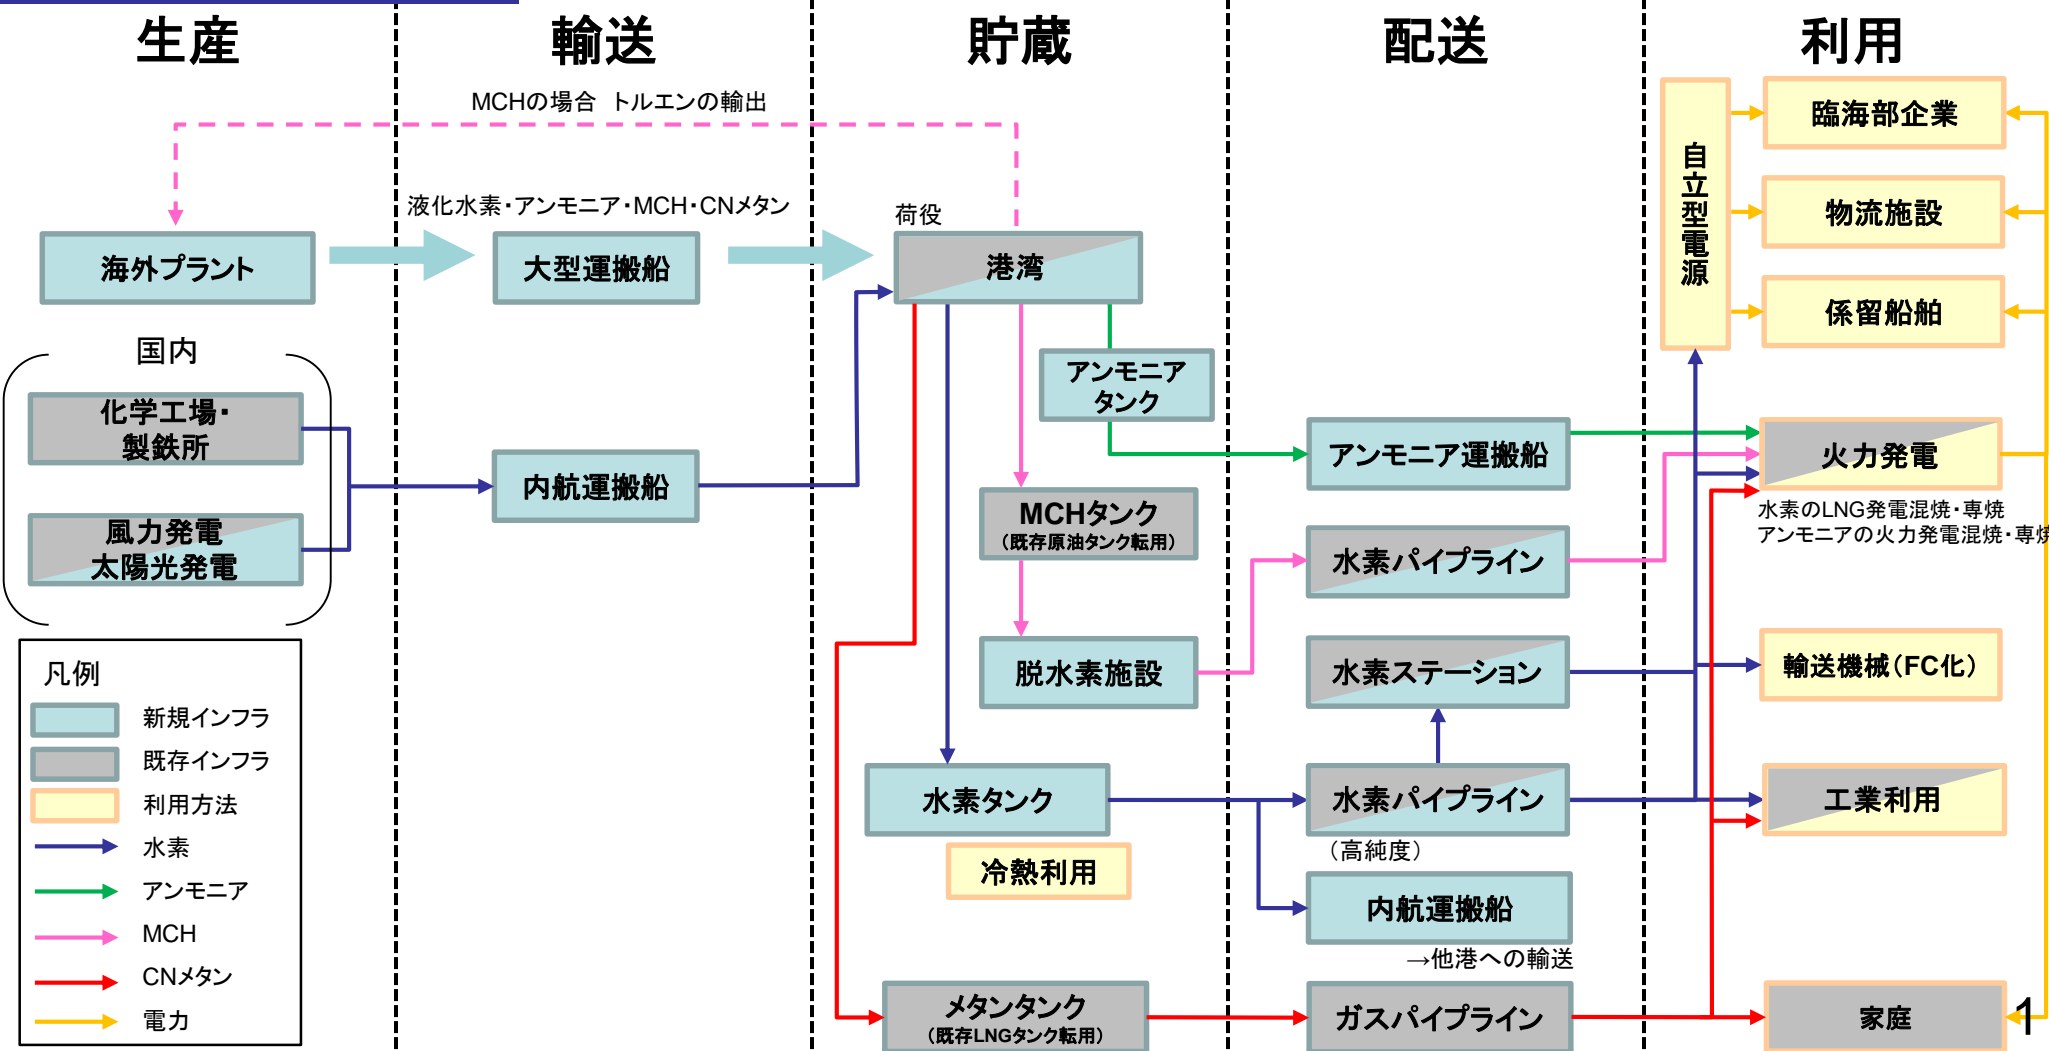 生産
輸送
貯蔵
配送
利用
MCHの場合 トルエンの輸出
液化水素・アンモニア・MCH・CNメタン
荷役
海外プラント
大型運搬船
港湾
国内
化学工場・
製鉄所
風力発電
太陽光発電
内航運搬船
アンモニア
タンク
MCHタンク
(既存原油タンク転用)
脱水素施設
水素タンク
冷熱利用
メタンタンク
(既存LNGタンク転用)
アンモニア運搬船
水素パイプライン
水素ステーション
水素パイプライン
(高純度)
内航運搬船
→他港への輸送
ガスパイプライン
自立型電源
臨海部企業
物流施設
係留船舶
火力発電
水素のLNG発電混焼・専焼
アンモニアの火力発電混焼・専焼
輸送機械(FC化)
工業利用
家庭
1
凡例
新規インフラ
既存インフラ
利用方法
水素
アンモニア
MCH
CNメタン
電力